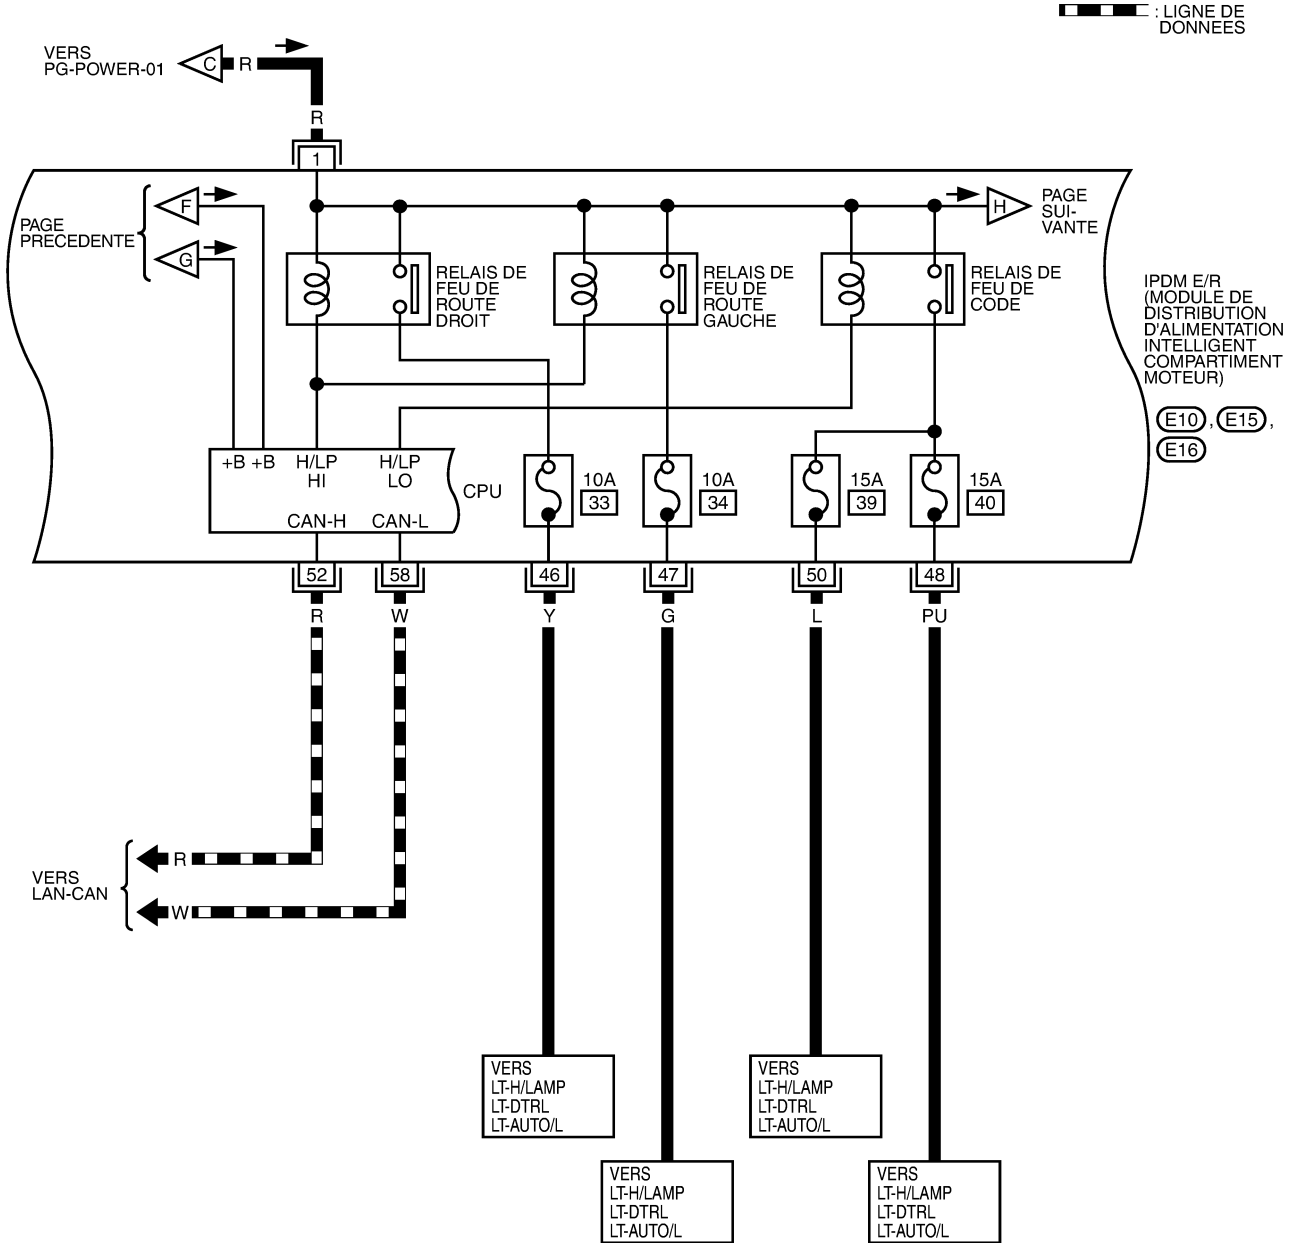 : LIGNE DE
DONNEES
VERS
PG-POWER-01
C
R
R
1
PAGE
PRECEDENTE
F
G
H
PAGE
SUI-
VANTE
RELAIS DE
FEU DE
ROUTE
DROIT
RELAIS DE
FEU DE
ROUTE
GAUCHE
RELAIS DE
FEU DE
CODE
IPDM E/R
(MODULE DE
DISTRIBUTION
D'ALIMENTATION
INTELLIGENT
COMPARTIMENT
MOTEUR)
E10 , E15 ,
E16
+B +B H/LP HI H/LP LO
CPU
CAN-H CAN-L
10A
33
10A
34
15A
39
15A
40
52 58 46 47 50 48
R W Y G L PU
VERS
LAN-CAN
R
W
VERS
LT-H/LAMP
LT-DTRL
LT-AUTO/L
VERS
LT-H/LAMP
LT-DTRL
LT-AUTO/L
VERS
LT-H/LAMP
LT-DTRL
LT-AUTO/L
VERS
LT-H/LAMP
LT-DTRL
LT-AUTO/L